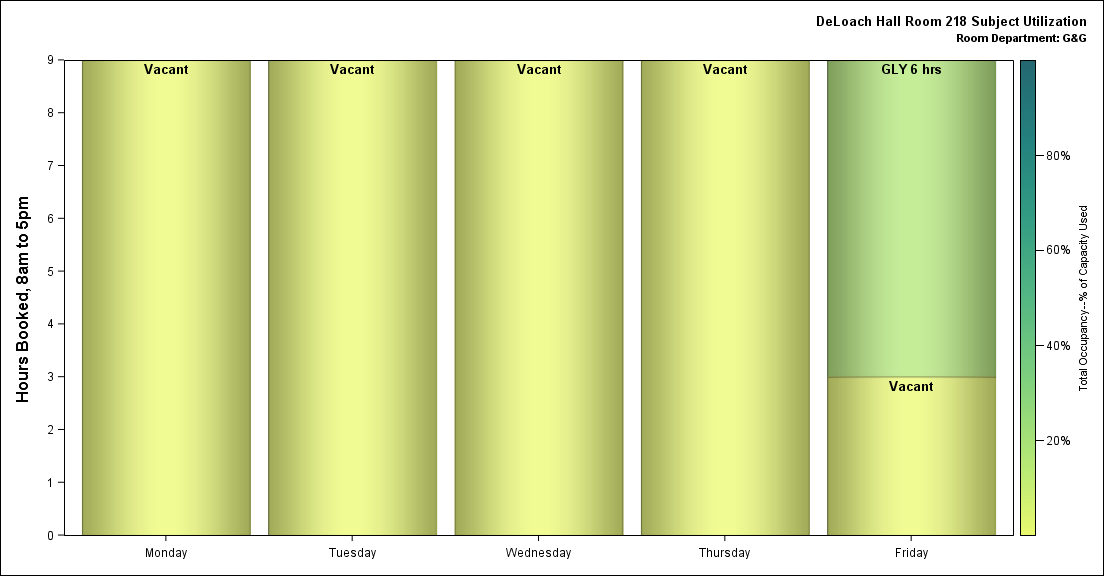 DeLoach Hall Room 218 Subject Utilization
Room Department: G&G
Hours Booked, 8am to 5pm
9
8
7
6
5
4
3
2
1
0
Vacant
Vacant
Vacant
Vacant
GLY 6 hrs
Vacant
Monday
Tuesday
Wednesday
Thursday
Friday
80%
60%
40%
20%
Total Occupancy--% of Capacity Used